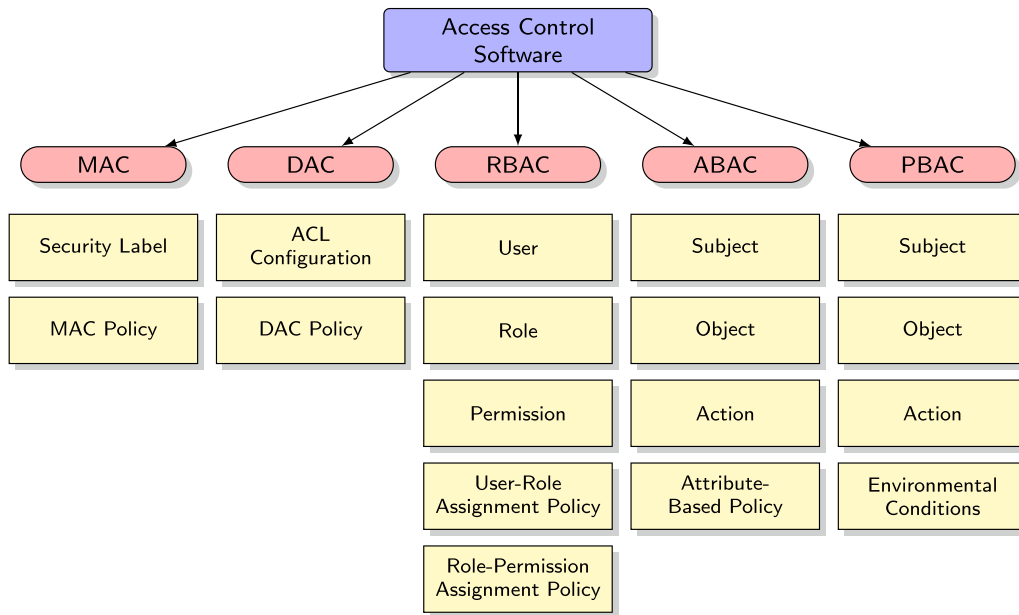 Access Control
Software
MAC
DAC
RBAC
ABAC
PBAC
Security Label
ACL
Configuration
User
Subject
Subject
MAC Policy
DAC Policy
Role
Object
Object
Permission
Action
Action
User-Role
Assignment Policy
Attribute-
Based Policy
Environmental
Conditions
Role-Permission
Assignment Policy